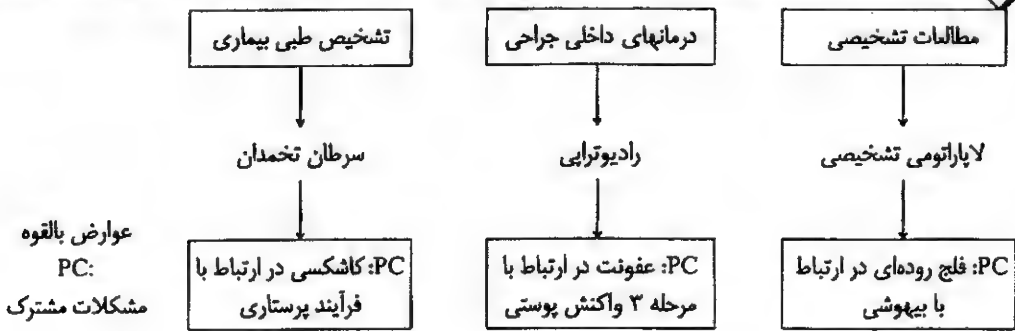 مطالعات تشخیصی
درمانهای داخلی جراحی
تشخیص طبی بیماری
لاپاراتومی تشخیصی
رادیوتراپی
سرطان تخمدان
PC: فلج روده‌ای در ارتباط
با بیهوشی
PC: عفونت در ارتباط با
مرحله ۳ واکنش پوستی
PC: کاشکسی در ارتباط با
فرآیند پرستاری
عوارض بالقوه
PC:
مشکلات مشترک